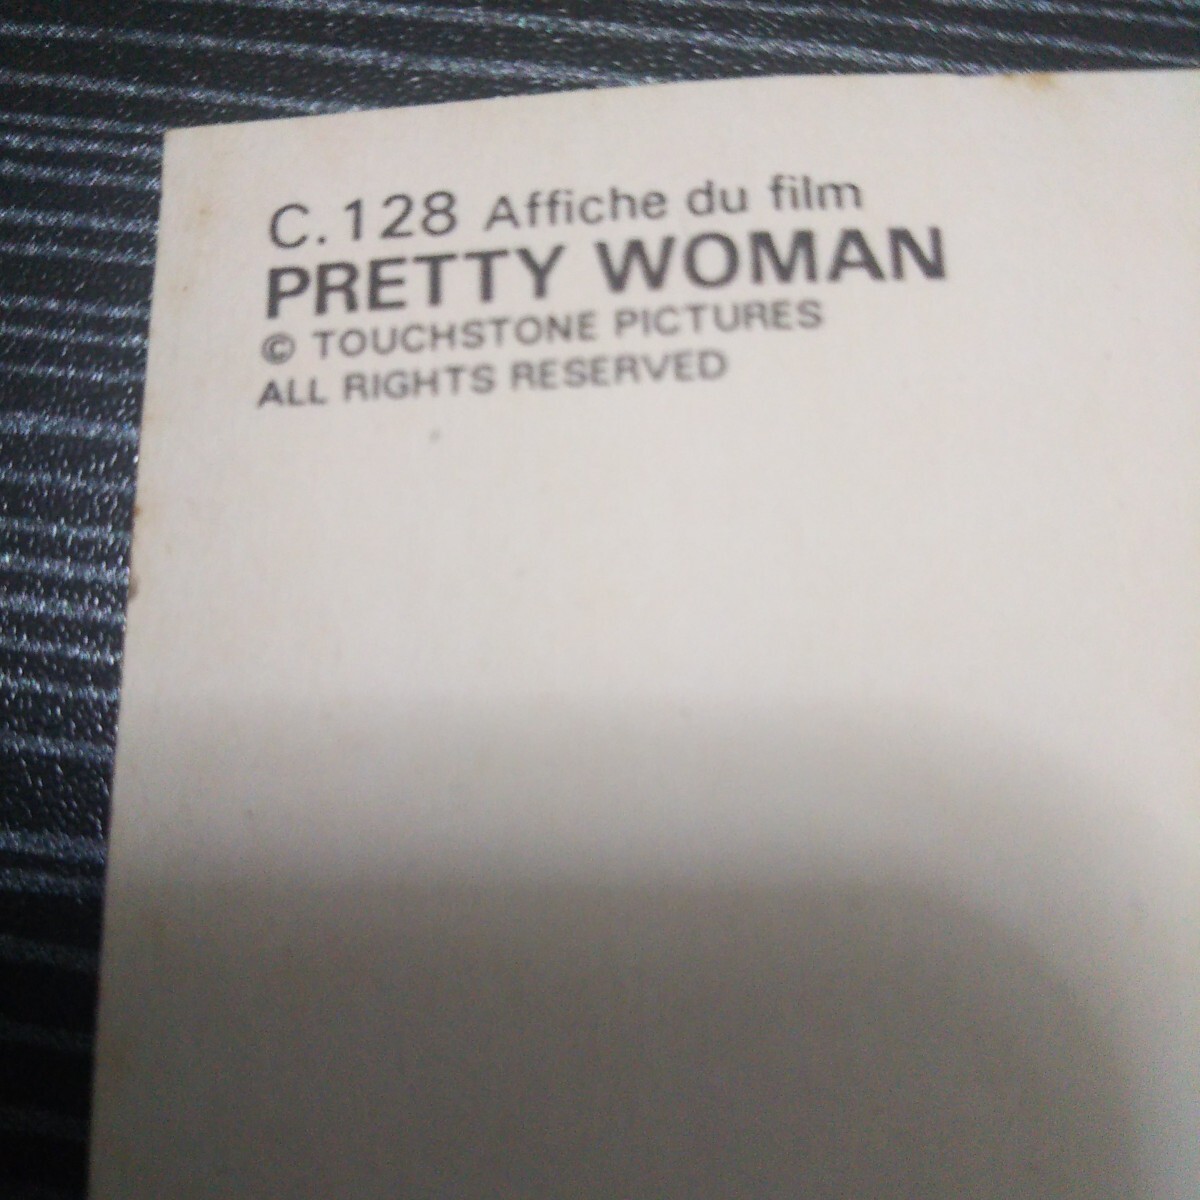 C.128 Affiche du film
PRETTY WOMAN
© TOUCHSTONE PICTURES
ALL RIGHTS RESERVED